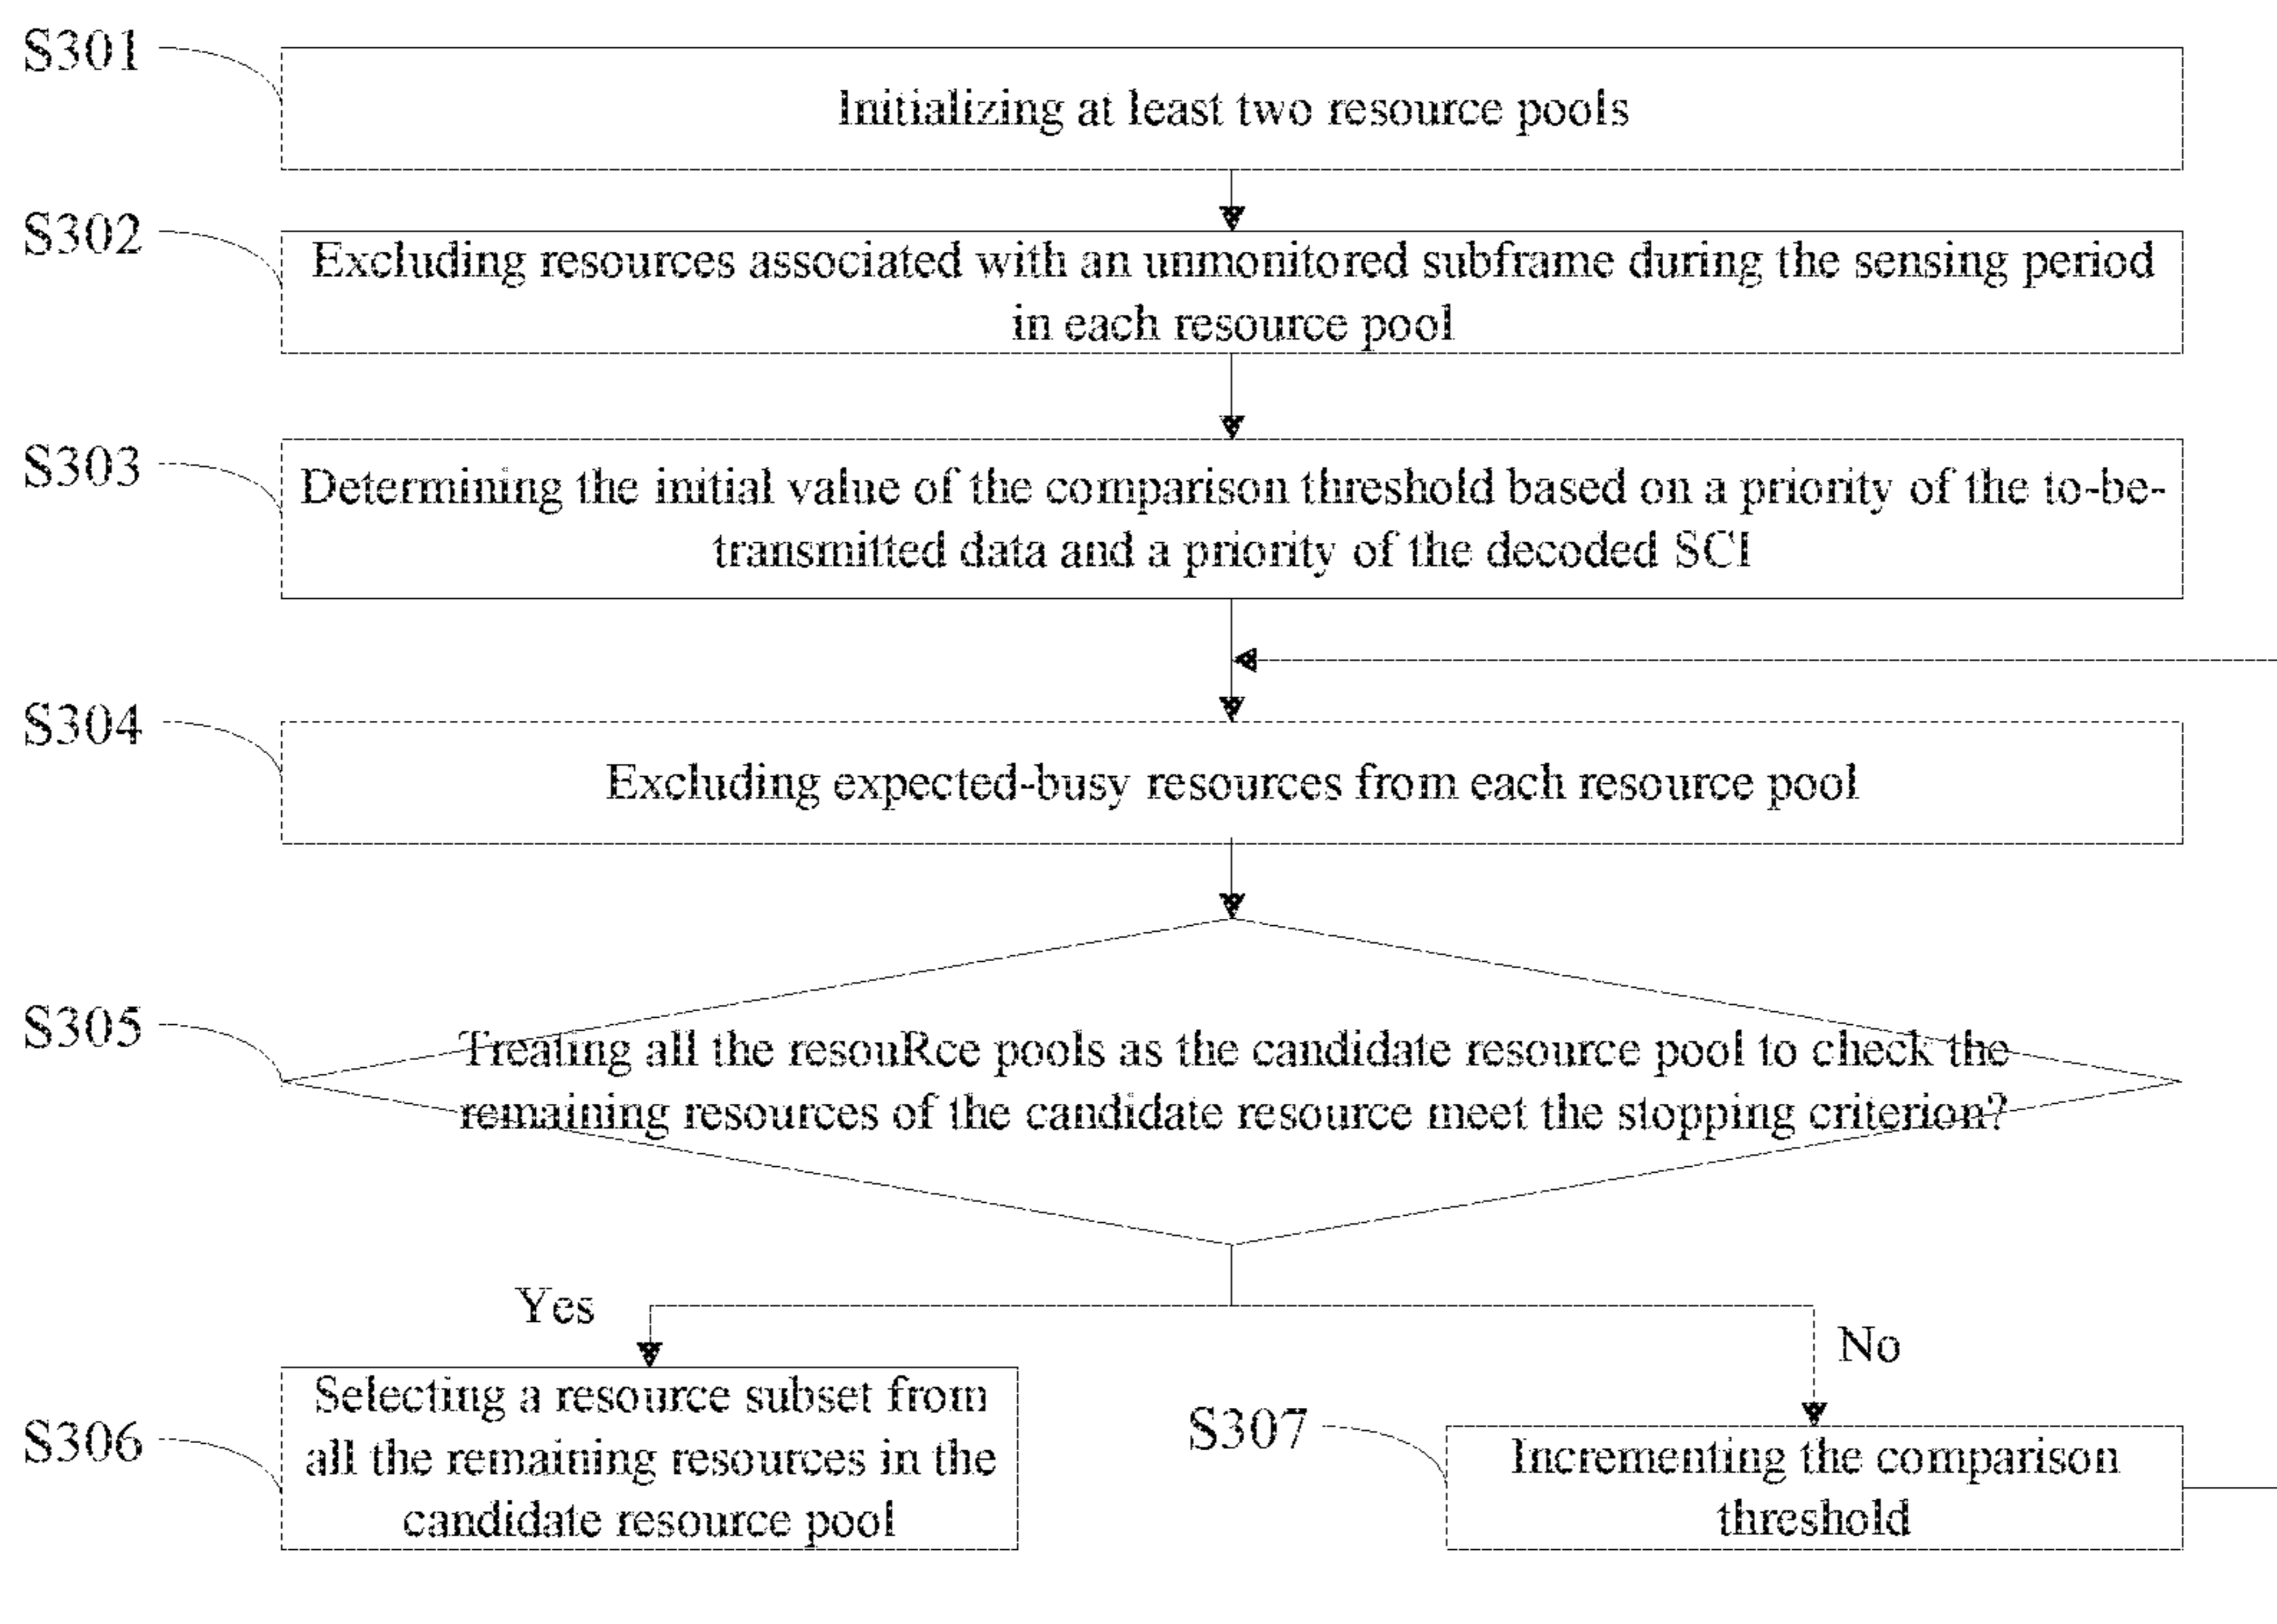 S301
Initializing at least two resource pools
S302
Excluding resources associated with an unmonitored subframe during the sensing period
in each resource pool
S303
Determining the initial value of the comparison threshold based on a priority of the to-be-
transmitted data and a priority of the decoded SCI
S304
Excluding expected-busy resources from each resource pool
S305
Treating all the resouRce pools as the candidate resource pool to check the
remaining resources of the candidate resource meet the stopping criterion?
Yes
No
S306
Selecting a resource subset from
all the remaining resources in the
candidate resource pool
S307
Incrementing the comparison
threshold